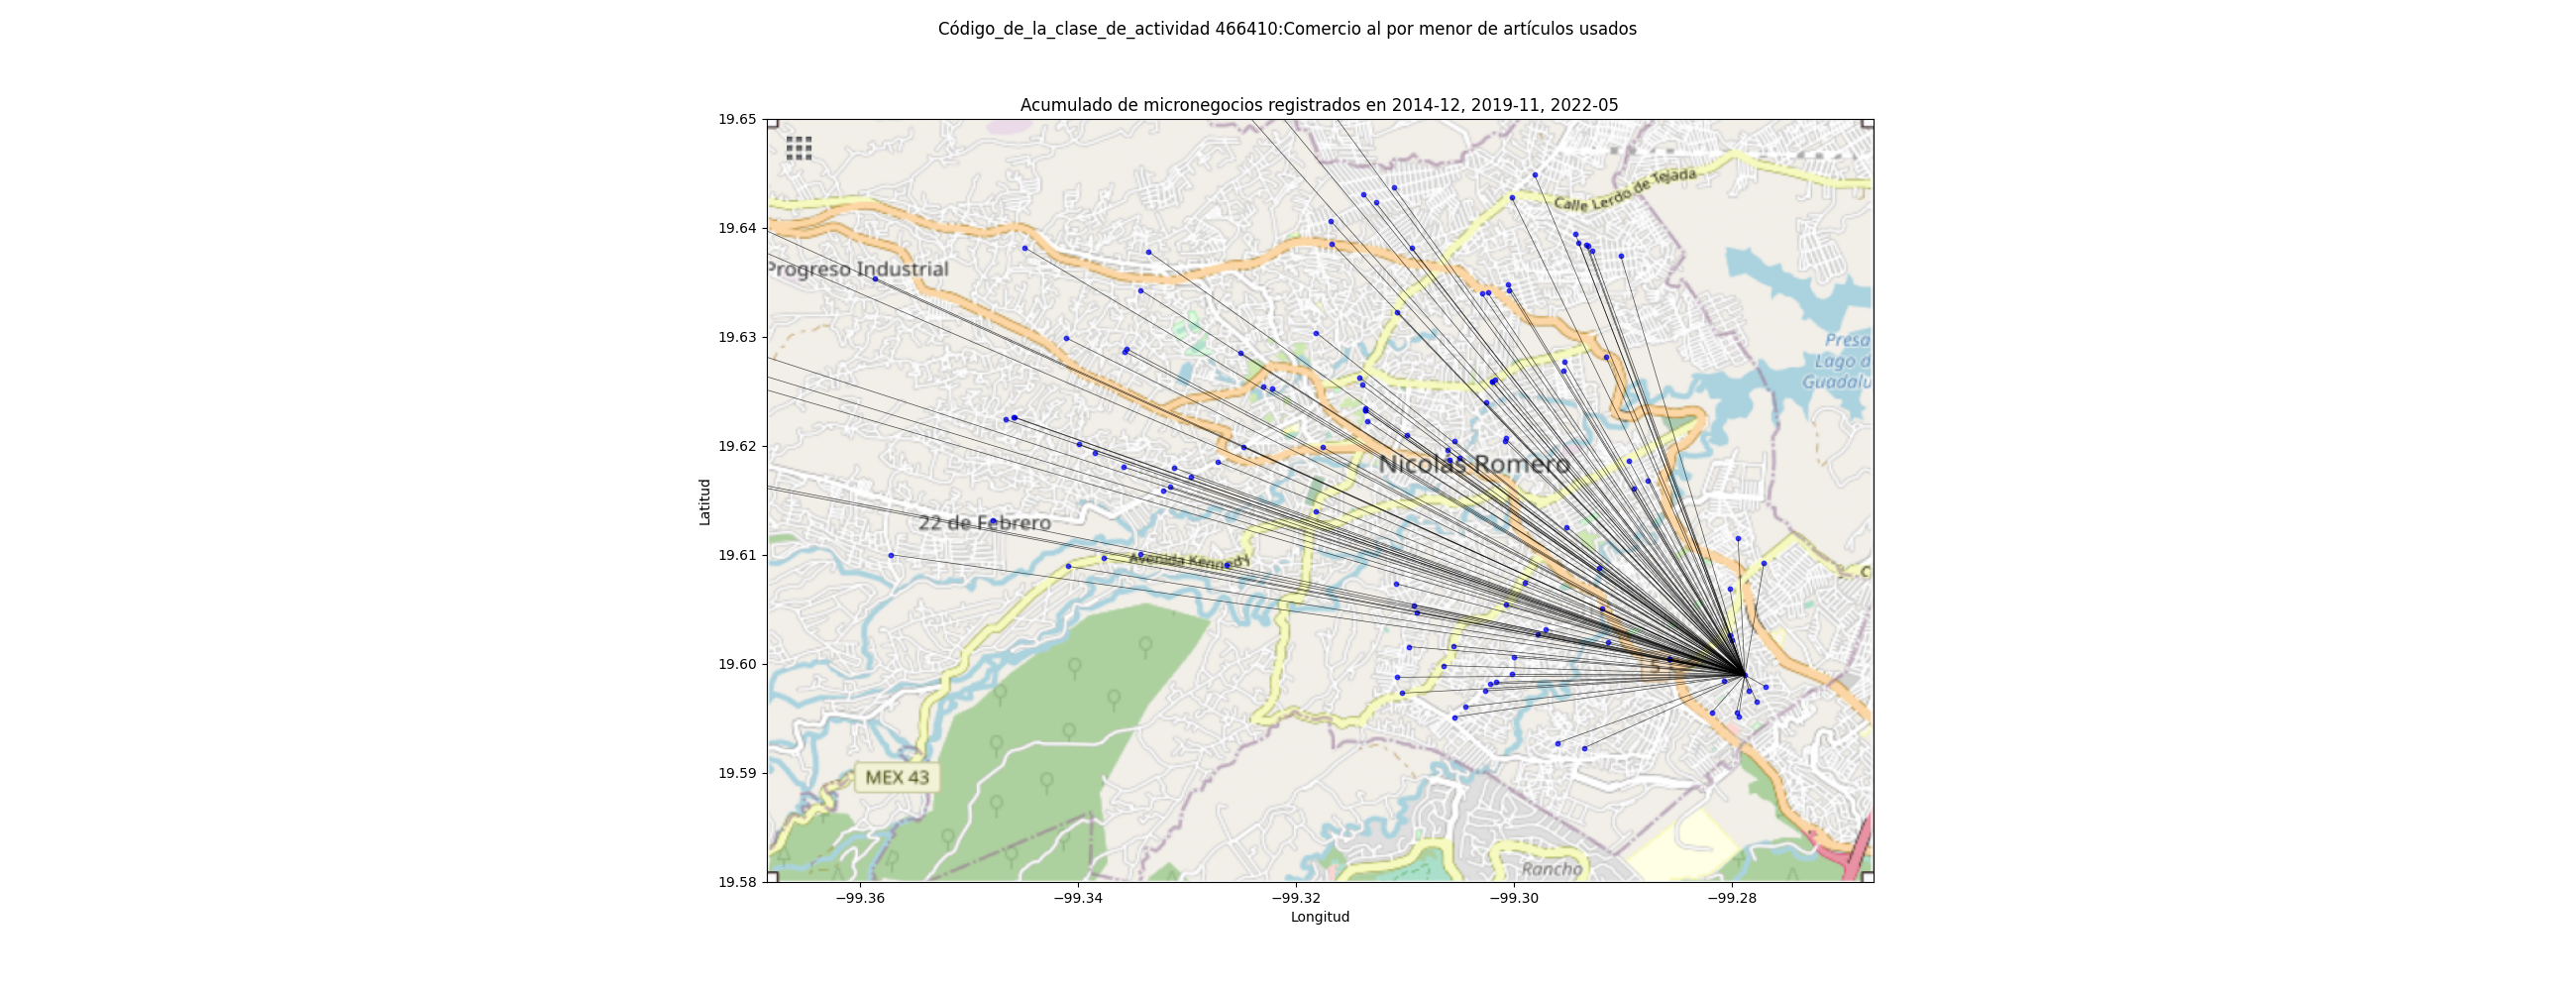 Código_de_la_clase_de_actividad 466410:Comercio al por menor de artículos usados
Acumulado de micronegocios registrados en 2014-12, 2019-11, 2022-05
19.65
19.64
19.63
19.62
19.61
19.60
19.59
19.58
Latitud
Calle Lerdo de Tejada
Progreso Industrial
Presa
Lago d
Guadalu
Nicolás Romero
22 de Febrero
Avenida Kennedy
MEX 43
Rancho
−99.36
−99.34
−99.32
−99.30
−99.28
Longitud